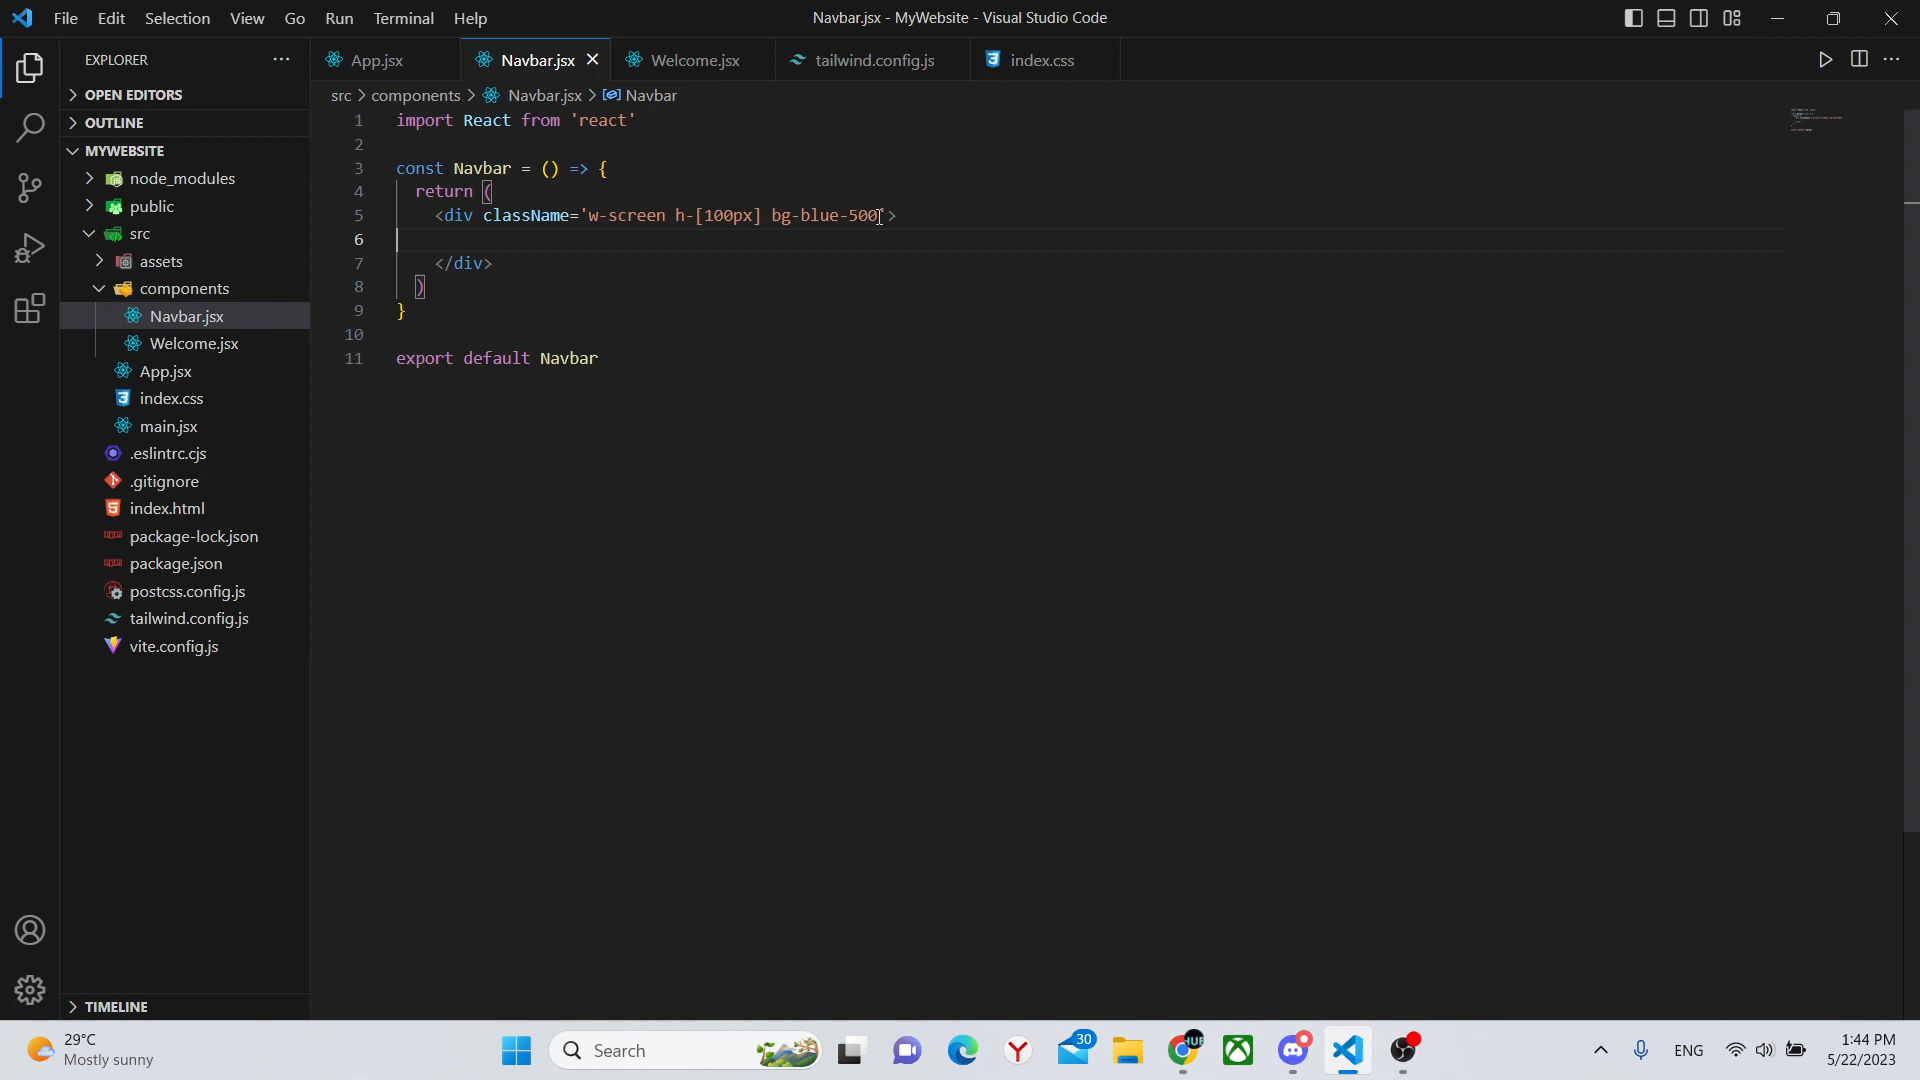 File Edit Selection View Go Run Terminal Help
Navbar.jsx - MyWebsite - Visual Studio Code
EXPLORER
App.jsx
Navbar.jsx
Welcome.jsx
tailwind.config.js
index.css
OPEN EDITORS
OUTLINE
MYWEBSITE
node_modules
public
src
assets
components
Navbar.jsx
Welcome.jsx
App.jsx
index.css
main.jsx
.eslintrc.cjs
.gitignore
index.html
package-lock.json
package.json
postcss.config.js
tailwind.config.js
vite.config.js
TIMELINE
src > components > Navbar.jsx > Navbar
1 import React from 'react'
2
3 const Navbar = () => {
4 return (
5 <div className='w-screen h-[100px] bg-blue-500'>
6
7 </div>
8 )
9 }
10
11 export default Navbar
29°C
Mostly sunny
Search
30
ENG
1:44 PM
5/22/2023